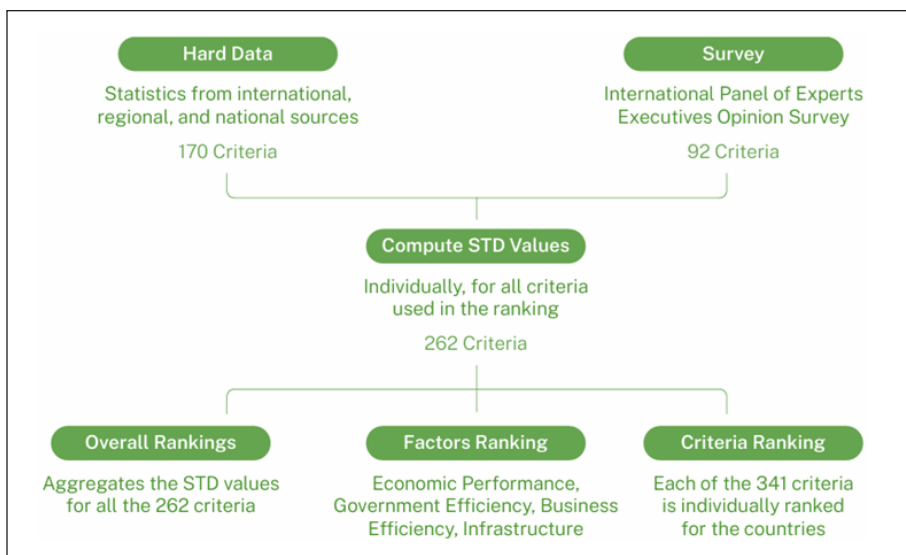 Hard Data
Statistics from international,
regional, and national sources
170 Criteria
Survey
International Panel of Experts
Executives Opinion Survey
92 Criteria
Compute STD Values
Individually, for all criteria
used in the ranking
262 Criteria
Overall Rankings
Aggregates the STD values
for all the 262 criteria
Factors Ranking
Economic Performance,
Government Efficiency, Business
Efficiency, Infrastructure
Criteria Ranking
Each of the 341 criteria
is individually ranked
for the countries